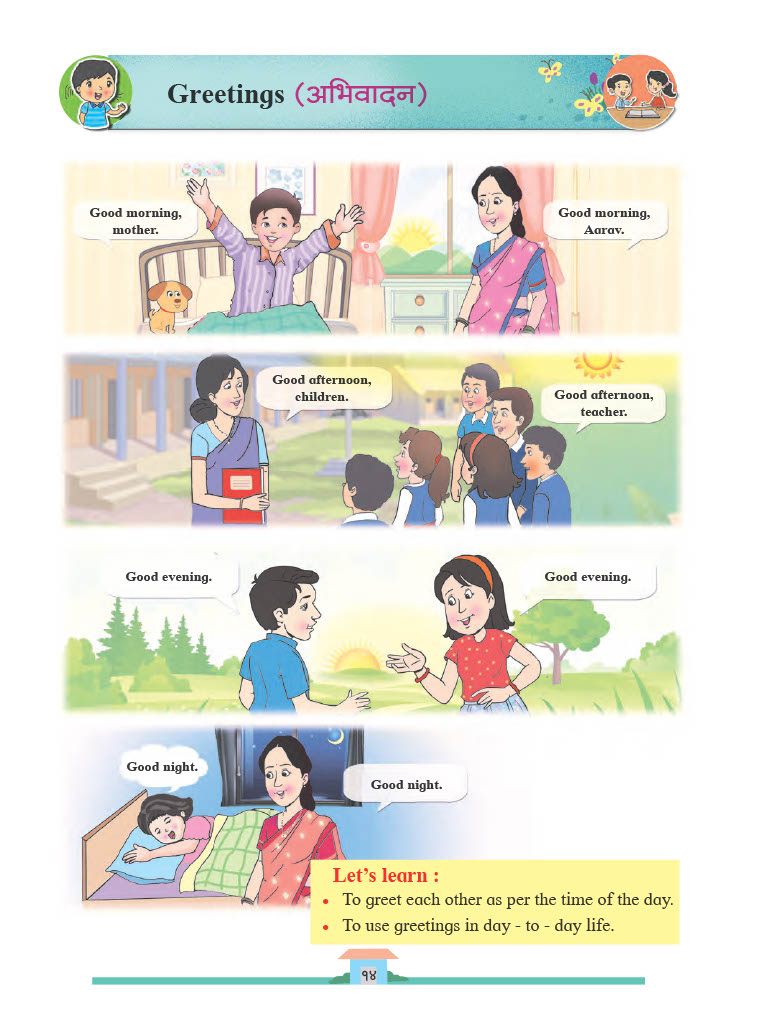 Greetings (अभिवादन)
Good morning,
mother.
Good morning,
Aarav.
Good afternoon,
children.
Good afternoon,
teacher.
Good evening.
Good evening.
Good night.
Good night.
Let's learn :
• To greet each other as per the time of the day.
• To use greetings in day - to - day life.
१४